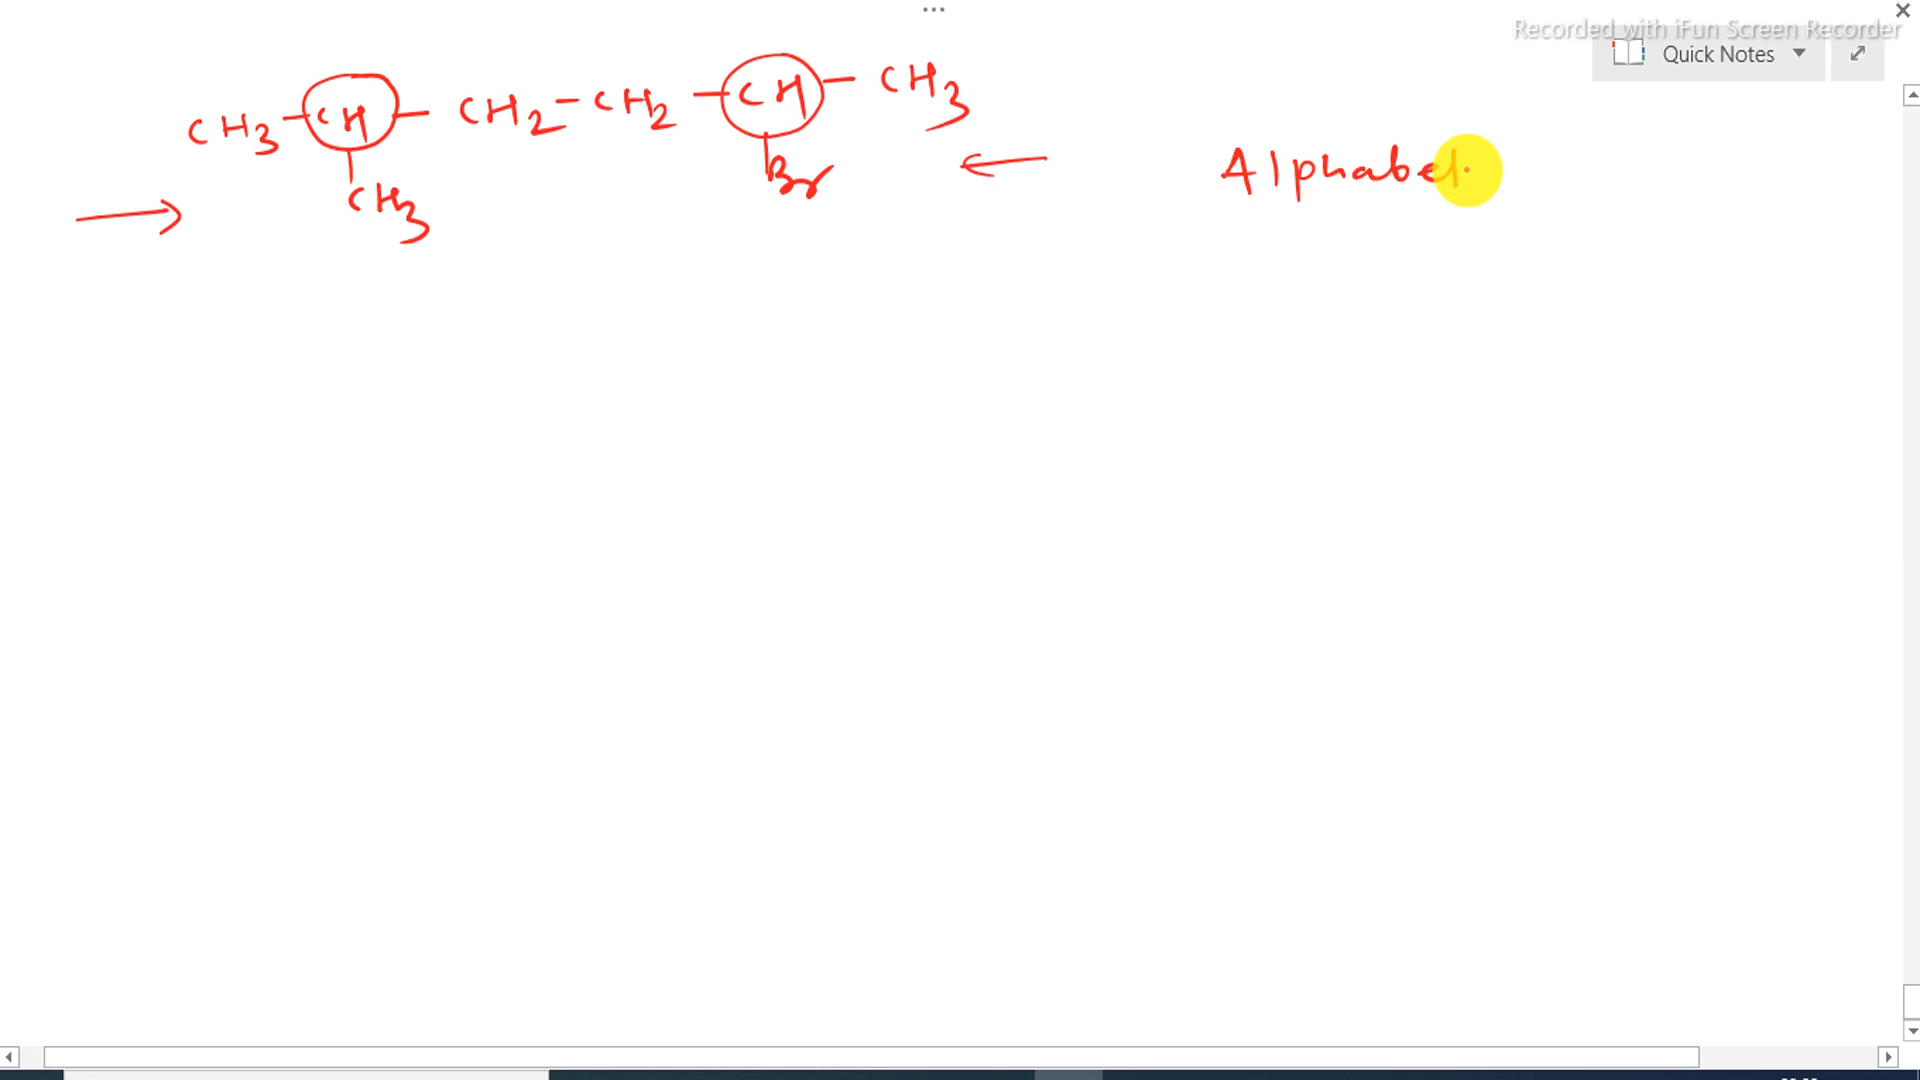 Recorded with iFun Screen Recorder
Quick Notes
CH3-CH-CH2-CH2-CH-CH3
CH3
Br
Alphabet